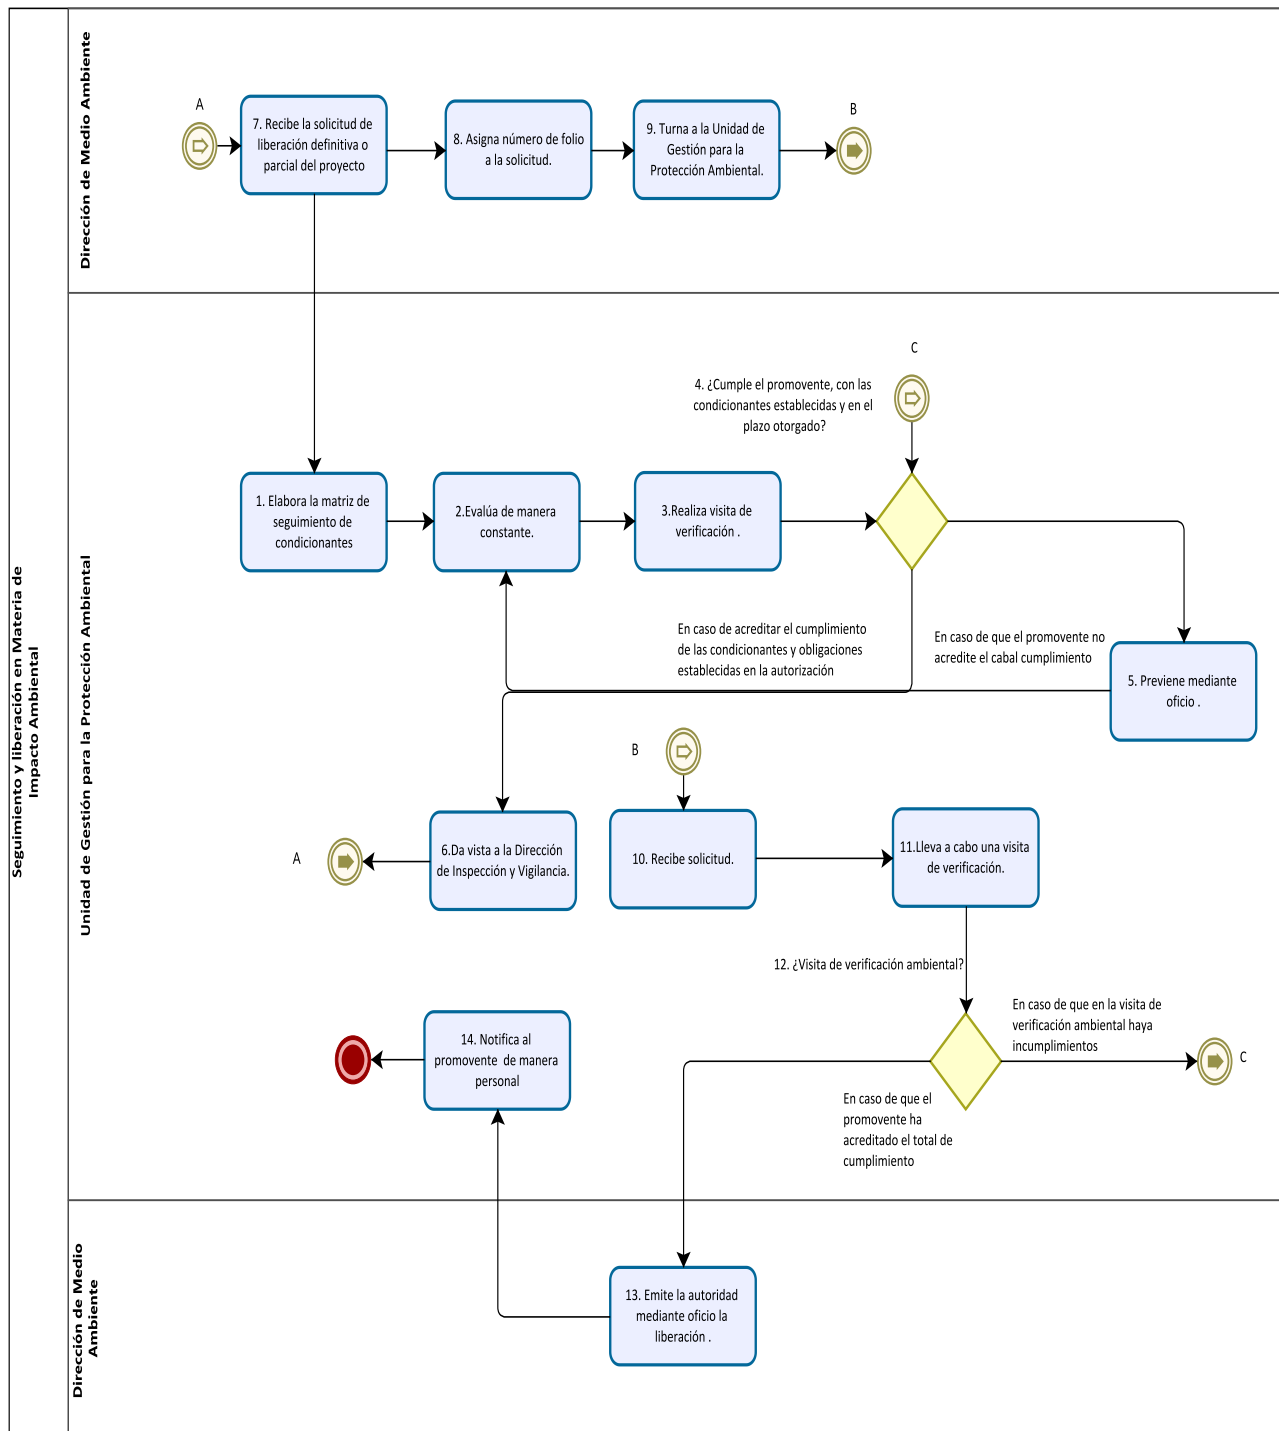 Seguimiento y liberación en Materia de
Impacto Ambiental
Dirección de Medio Ambiente
A
7. Recibe la solicitud de
liberación definitiva o
parcial del proyecto
8. Asigna número de folio
a la solicitud.
9. Turna a la Unidad de
Gestión para la
Protección Ambiental.
B
Unidad de Gestión para la Protección Ambiental
C
4. ¿Cumple el promovente, con las
condicionantes establecidas y en el
plazo otorgado?
1. Elabora la matriz de
seguimiento de
condicionantes
2.Evalúa de manera
constante.
3.Realiza visita de
verificación .
En caso de acreditar el cumplimiento
de las condicionantes y obligaciones
establecidas en la autorización
En caso de que el promovente no
acredite el cabal cumplimiento
5. Previene mediante
oficio .
B
A
6.Da vista a la Dirección
de Inspección y Vigilancia.
10. Recibe solicitud.
11.Lleva a cabo una visita
de verificación.
12. ¿Visita de verificación ambiental?
En caso de que en la visita de
verificación ambiental haya
incumplimientos
C
14. Notifica al
promovente  de manera
personal
En caso de que el
promovente ha
acreditado el total de
cumplimiento
Dirección de Medio
Ambiente
13. Emite la autoridad
mediante oficio la
liberación .